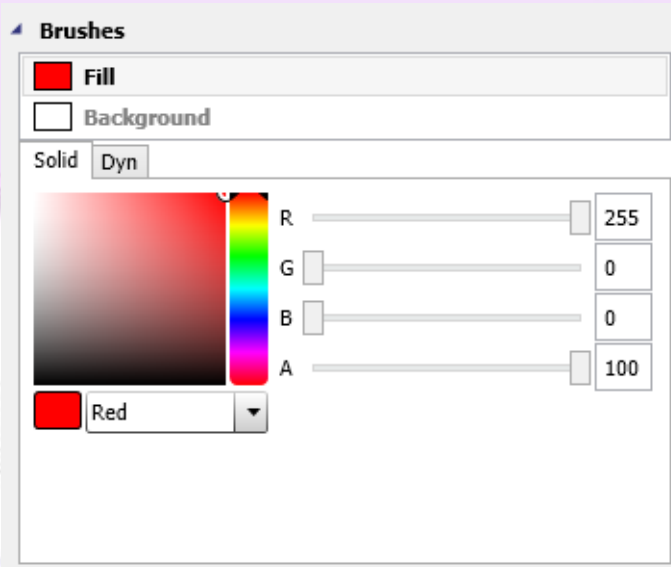 Brushes
Fill
Background
Solid Dyn
R 255
G 0
B 0
A 100
Red